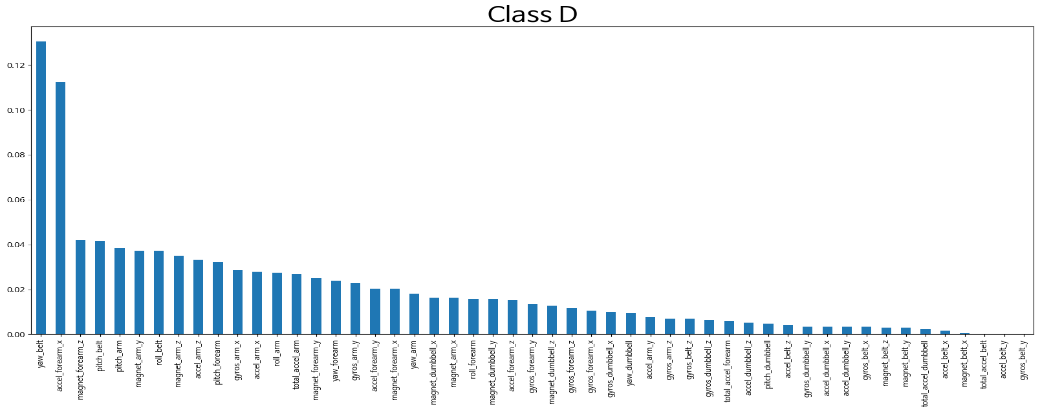 Class D
0.12
0.10
0.08
0.06
0.04
0.02
0.00
yaw_belt
accel_forearm_x
magnet_forearm_z
pitch_belt
pitch_arm
magnet_arm_y
roll_belt
magnet_arm_z
accel_arm_z
pitch_forearm
gyros_arm_x
accel_arm_x
roll_arm
total_accel_arm
magnet_forearm_y
yaw_forearm
gyros_arm_y
accel_forearm_y
magnet_forearm_x
yaw_arm
magnet_dumbbell_x
magnet_arm_x
roll_forearm
magnet_dumbbell_y
accel_forearm_z
gyros_forearm_y
magnet_dumbbell_z
gyros_forearm_z
gyros_forearm_x
gyros_dumbbell_x
yaw_dumbbell
accel_arm_y
gyros_arm_z
gyros_belt_z
gyros_dumbbell_z
total_accel_forearm
accel_dumbbell_z
pitch_dumbbell
accel_belt_z
gyros_dumbbell_y
accel_dumbbell_x
accel_dumbbell_y
gyros_belt_x
magnet_belt_z
magnet_belt_y
total_accel_dumbbell
accel_belt_x
magnet_belt_x
total_accel_belt
accel_belt_y
gyros_belt_y